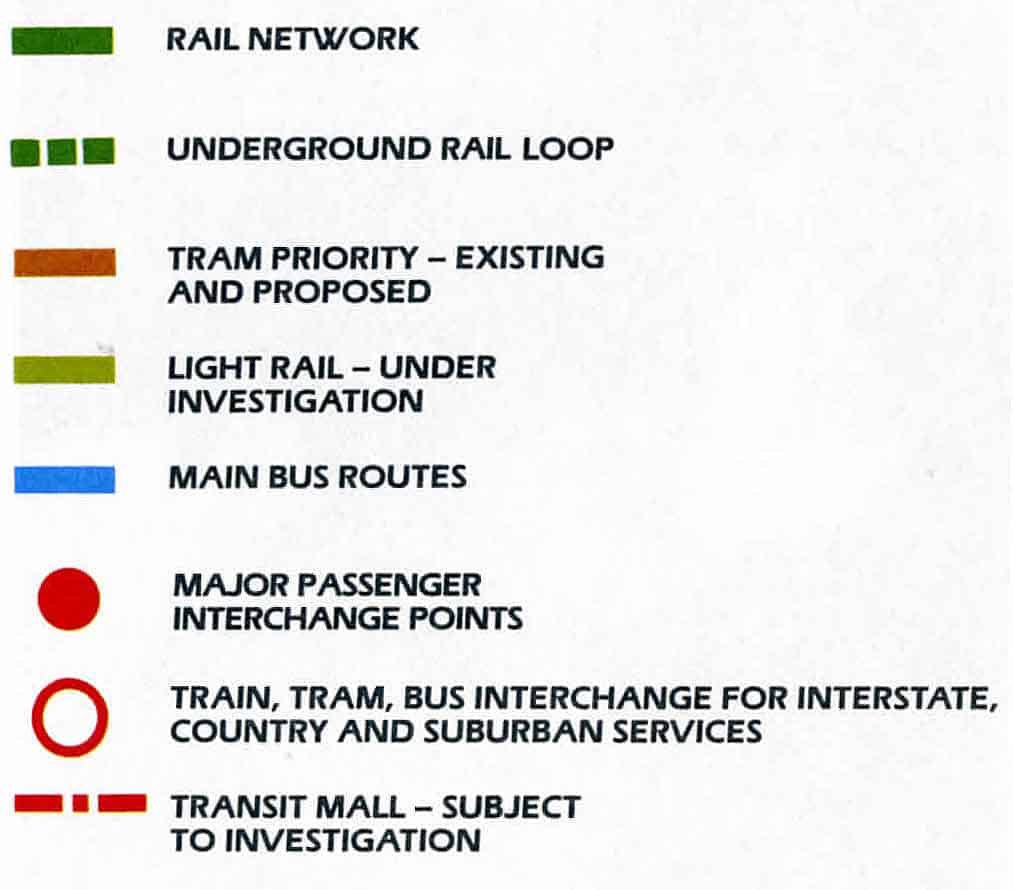 RAIL NETWORK
UNDERGROUND RAIL LOOP
TRAM PRIORITY – EXISTING
AND PROPOSED
LIGHT RAIL – UNDER
INVESTIGATION
MAIN BUS ROUTES
MAJOR PASSENGER
INTERCHANGE POINTS
TRAIN, TRAM, BUS INTERCHANGE FOR INTERSTATE,
COUNTRY AND SUBURBAN SERVICES
TRANSIT MALL – SUBJECT
TO INVESTIGATION